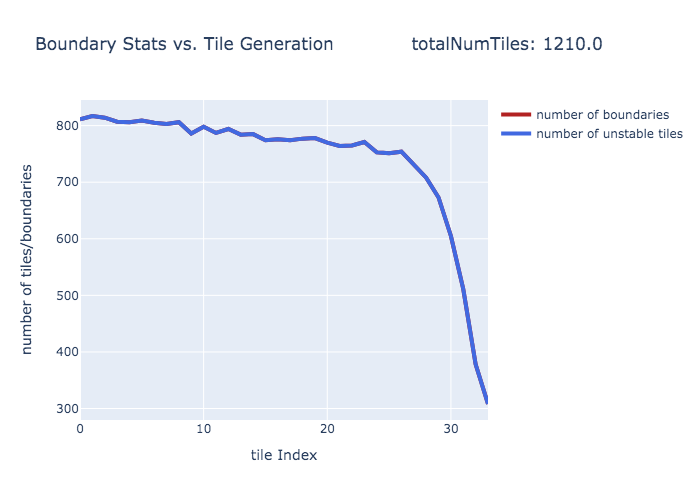 Boundary Stats vs. Tile Generation totalNumTiles: 1210.0
number of boundaries
number of unstable tiles
number of tiles/boundaries
800
700
600
500
400
300
0 10 20 30
tile Index